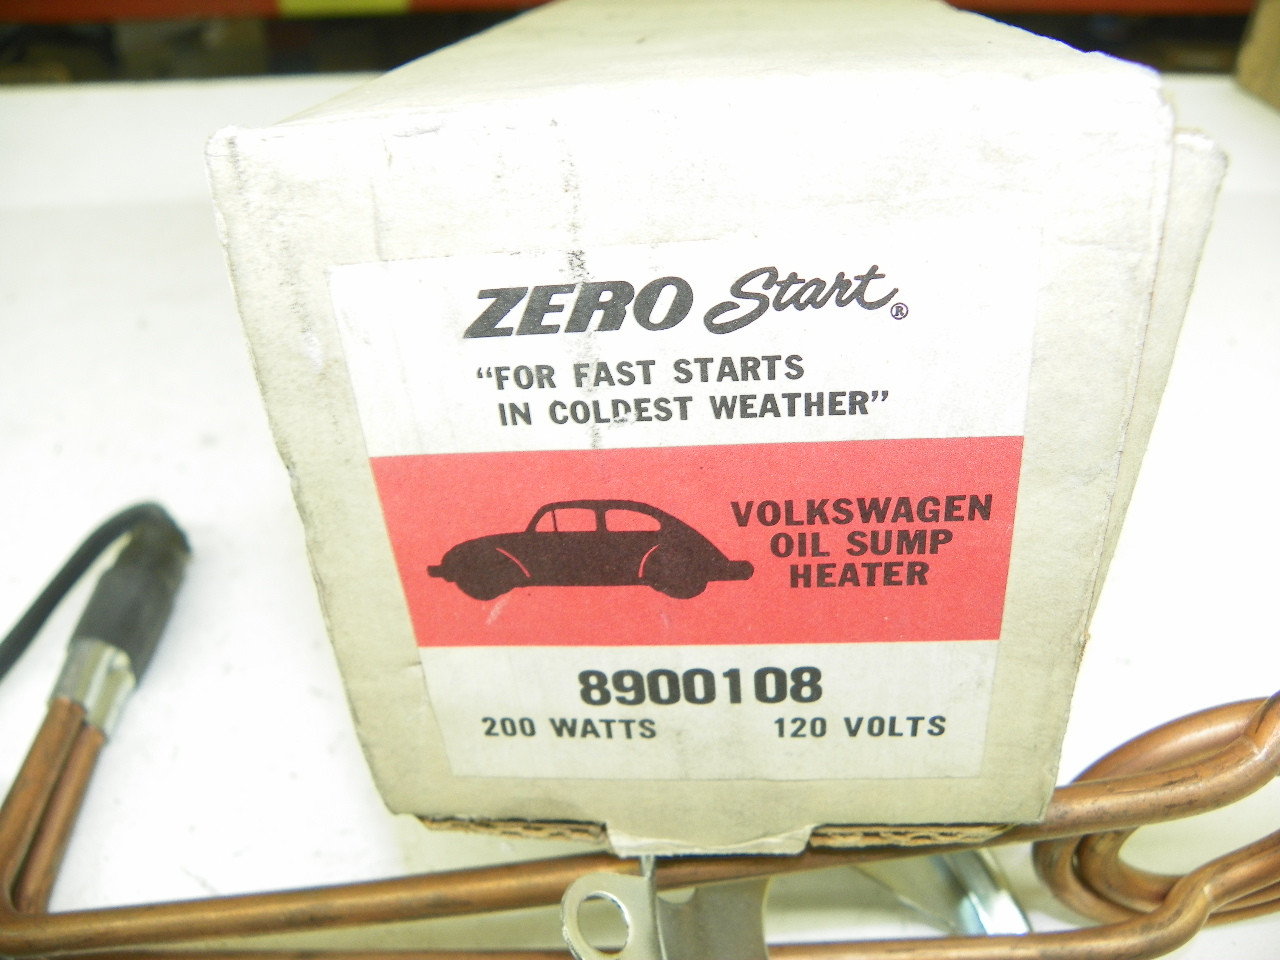 ZERO Start®
“FOR FAST STARTS
IN COLDEST WEATHER”
VOLKSWAGEN
OIL SUMP
HEATER
8900108
200 WATTS 120 VOLTS